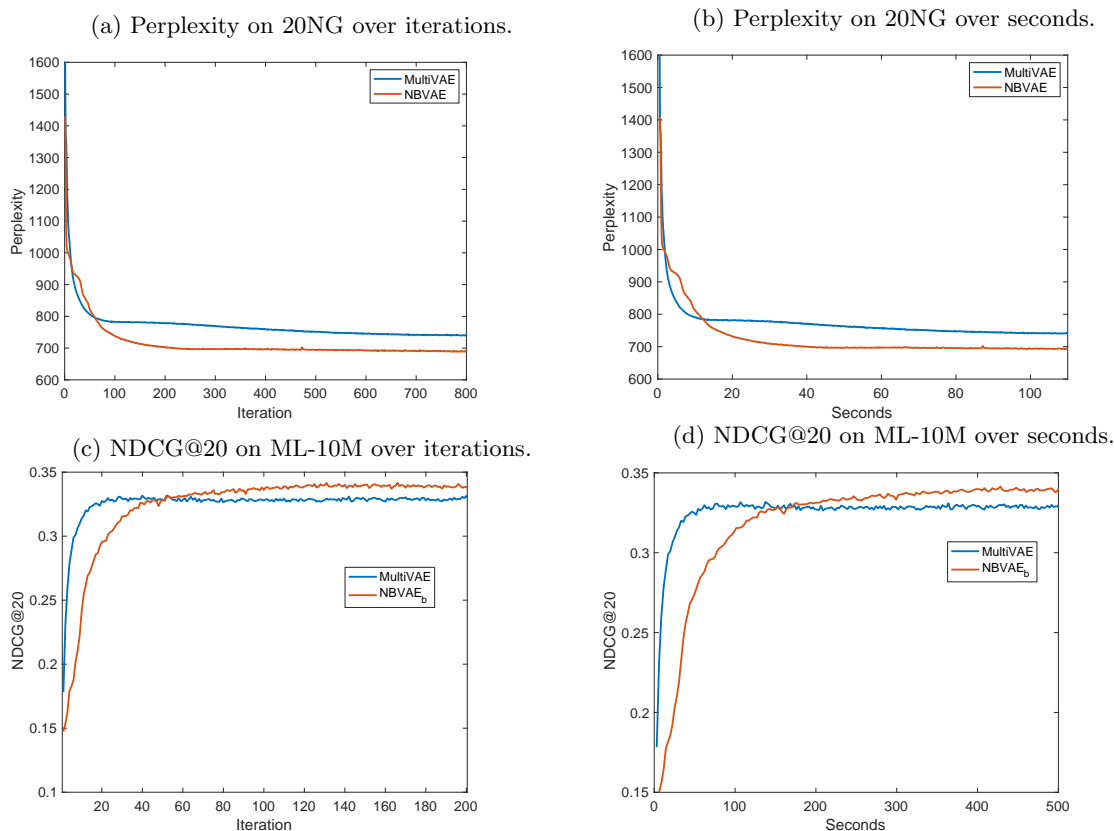 (a) Perplexity on 20NG over iterations.
1600
1500
1400
1300
1200
1100
1000
900
800
700
600
Perplexity
MultiVAE
NBVAE
0 100 200 300 400 500 600 700 800
Iteration
(b) Perplexity on 20NG over seconds.
1600
1500
1400
1300
1200
1100
1000
900
800
700
600
Perplexity
MultiVAE
NBVAE
0 20 40 60 80 100
Seconds
(c) NDCG@20 on ML-10M over iterations.
0.35
0.3
0.25
0.2
0.15
0.1
NDCG@20
MultiVAE
NBVAE_b
20 40 60 80 100 120 140 160 180 200
Iteration
(d) NDCG@20 on ML-10M over seconds.
0.35
0.3
0.25
0.2
0.15
NDCG@20
MultiVAE
NBVAE_b
0 100 200 300 400 500
Seconds